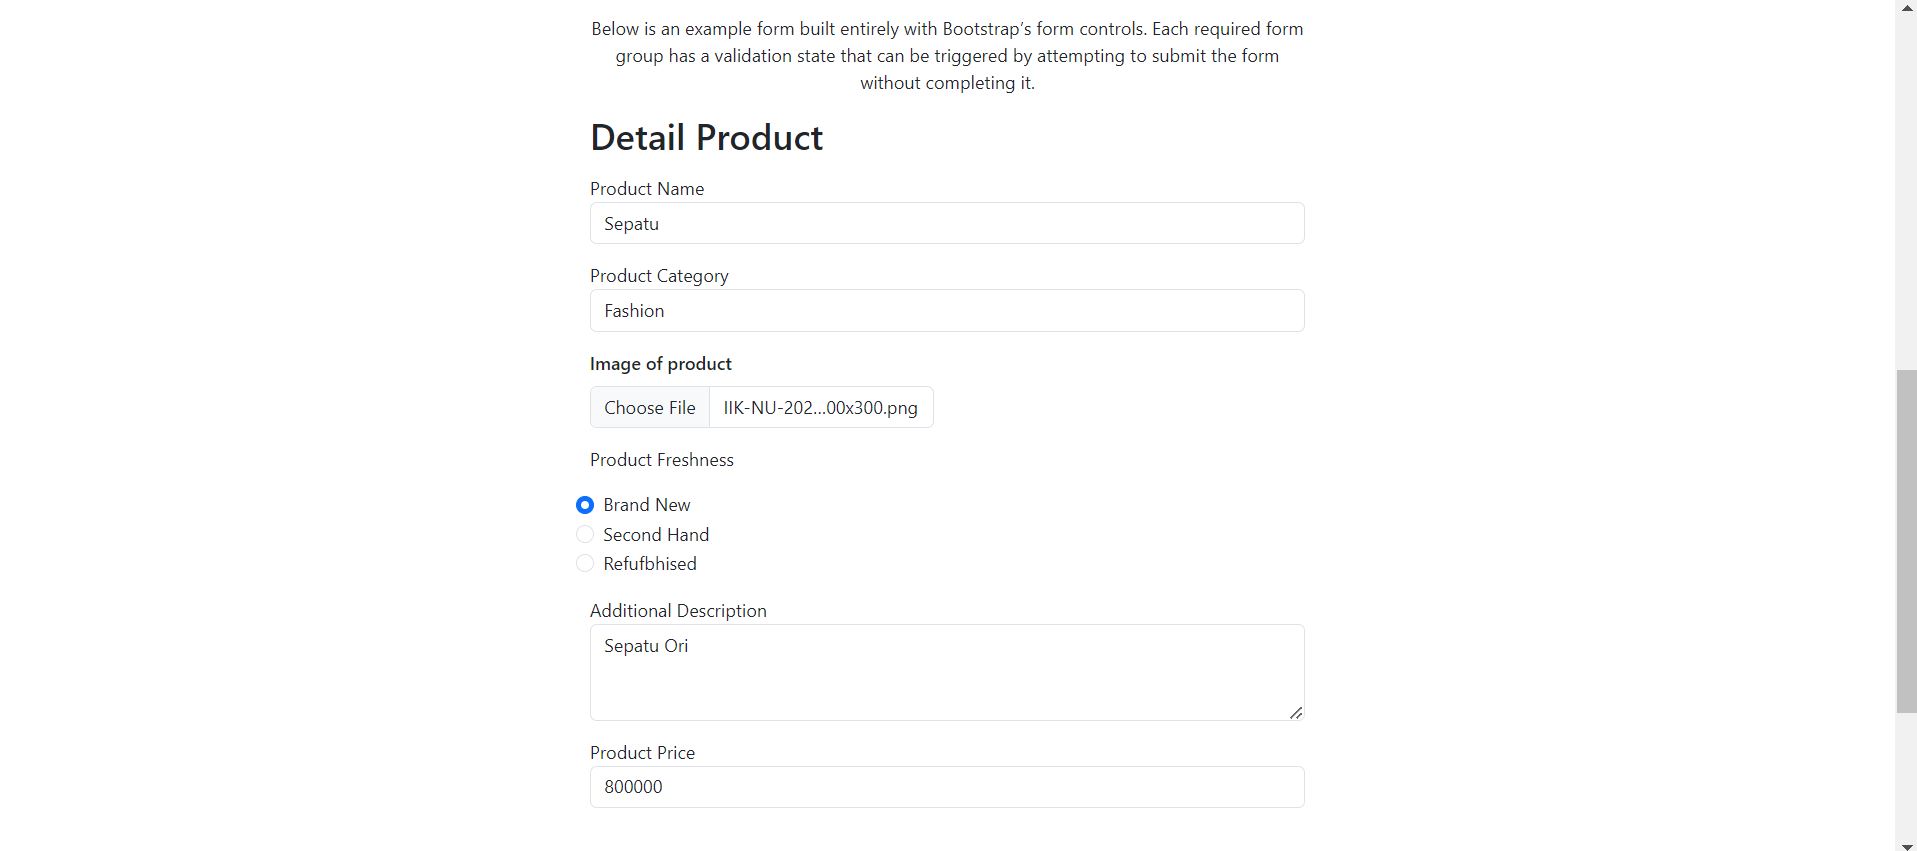 Below is an example form built entirely with Bootstrap’s form controls. Each required form
group has a validation state that can be triggered by attempting to submit the form
without completing it.
Detail Product
Product Name
Sepatu
Product Category
Fashion
Image of product
Choose File IIK-NU-202...00x300.png
Product Freshness
Brand New
Second Hand
Refufbhised
Additional Description
Sepatu Ori
Product Price
800000